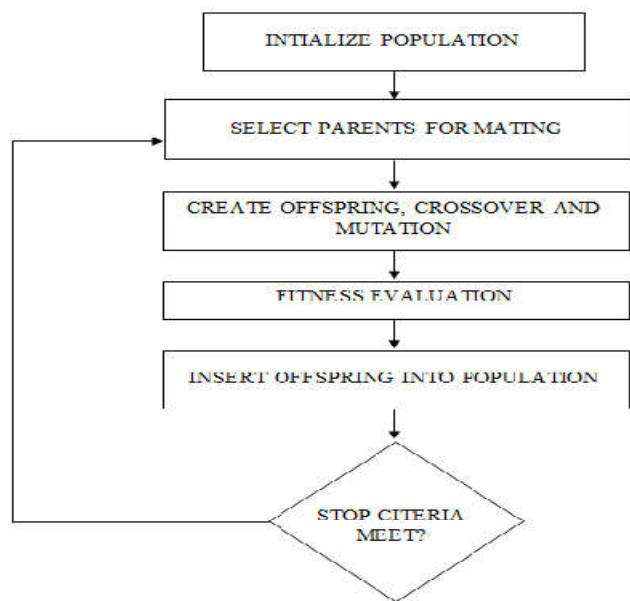 INTIALIZE POPULATION
SELECT PARENTS FOR MATING
CREATE OFFSPRING, CROSSOVER AND
MUTATION
FITNESS EVALUATION
INSERT OFFSPRING INTO POPULATION
STOP CITERIA
MEET?